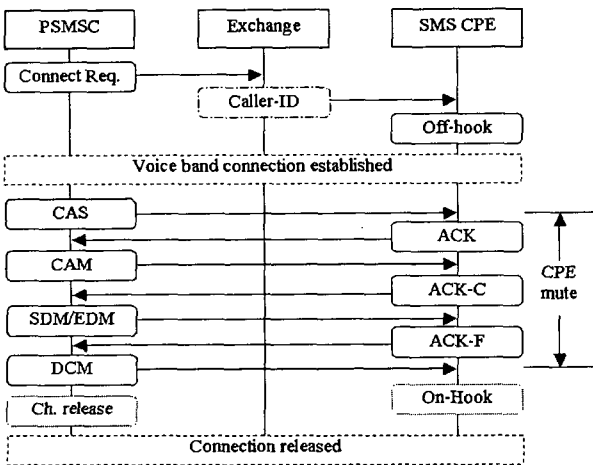 PSMSC Exchange SMS CPE
Connect Req.
Caller-ID
Off-hook
Voice band connection established
CAS
ACK
CAM
CPE
mute
ACK-C
SDM/EDM
ACK-F
DCM
Ch. release On-Hook
Connection released